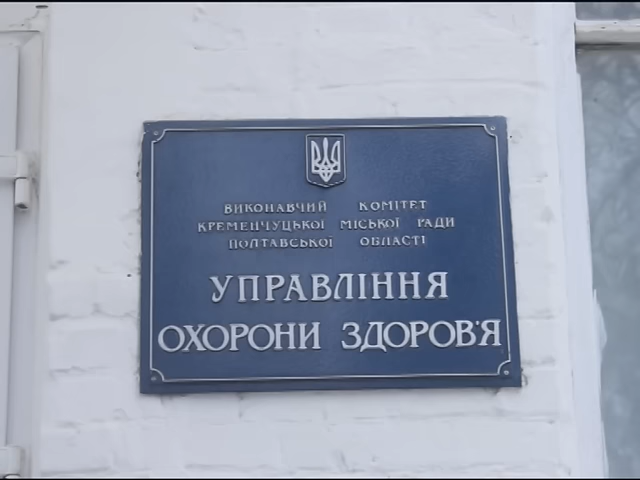 ВИКОНАВЧИЙ КОМІТЕТ
КРЕМЕНЧУЦЬКОЇ МІСЬКОЇ РАДИ
ПОЛТАВСЬКОЇ ОБЛАСТІ
УПРАВЛІННЯ
ОХОРОНИ ЗДОРОВ'Я